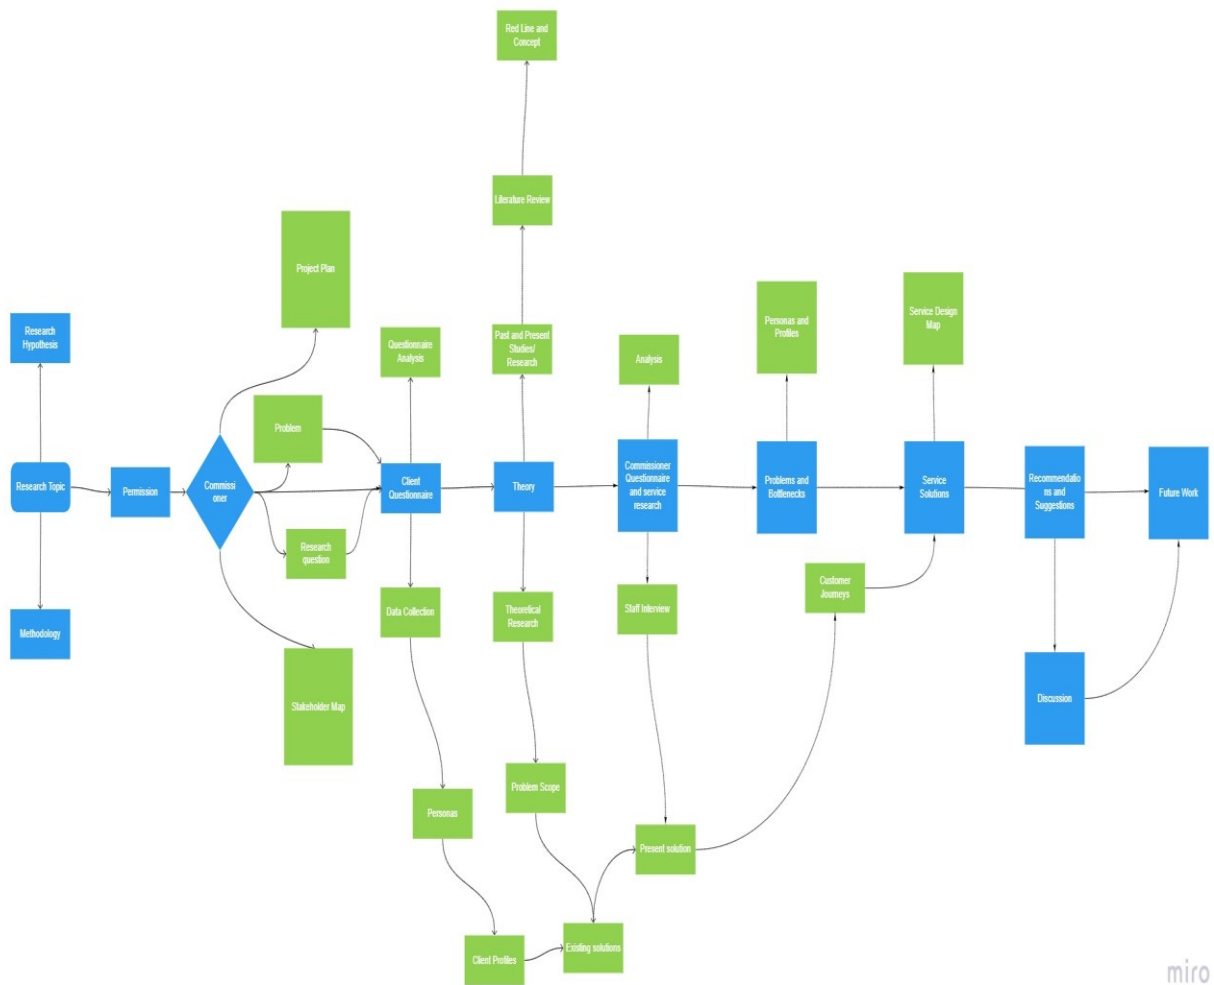 Red Line and
Concept
Literature Review
Project Plan
Research
Hypothesis
Questionnaire
Analysis
Past and Present
Studies/
Research
Analysis
Personas and
Profiles
Service Design
Map
Problem
Research Topic
Permission
Commissi
oner
Client
Questionnaire
Theory
Commissioner
Questionnaire
and service
research
Problems and
Bottlenecks
Service
Solutions
Recommendatio
ns and
Suggestions
Future Work
Research
question
Methodology
Data Collection
Theoretical
Research
Staff Interview
Customer
Journeys
Stakeholder Map
Discussion
Personas
Problem Scope
Present solution
Client Profiles
Existing solutions
miro